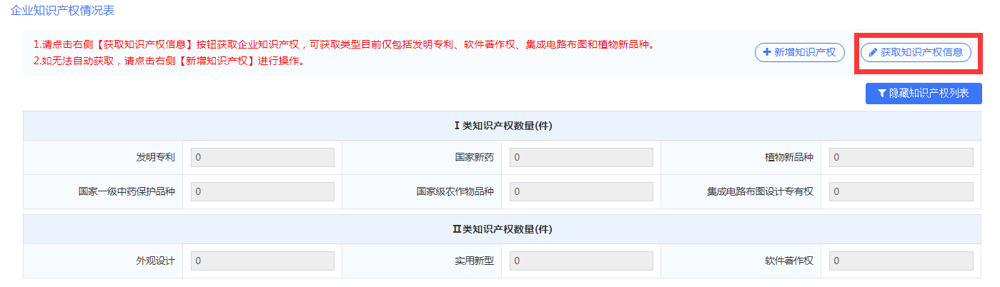 企业知识产权情况表
1.请点击右侧【获取知识产权信息】按钮获取企业知识产权，可获取类型目前仅包括发明专利、软件著作权、集成电路布图和植物新品种。
2.如无法自动获取，请点击右侧【新增知识产权】进行操作。
新增知识产权 获取知识产权信息
隐藏知识产权列表
Ⅰ类知识产权数量(件)
发明专利 0 国家新药 0 植物新品种 0
国家一级中药保护品种 0 国家级农作物品种 0 集成电路布图设计专有权 0
Ⅱ类知识产权数量(件)
外观设计 0 实用新型 0 软件著作权 0